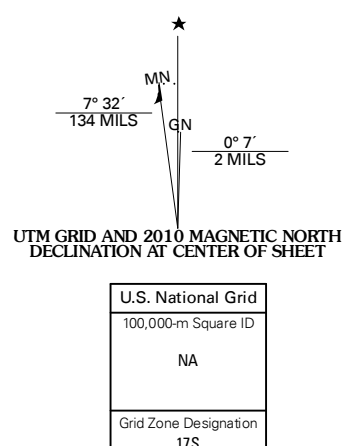 ★
MN
GN
7° 32´
134 MILS
0° 7´
2 MILS
UTM GRID AND 2010 MAGNETIC NORTH
DECLINATION AT CENTER OF SHEET
U.S. National Grid
100,000-m Square ID
NA
Grid Zone Designation
17S